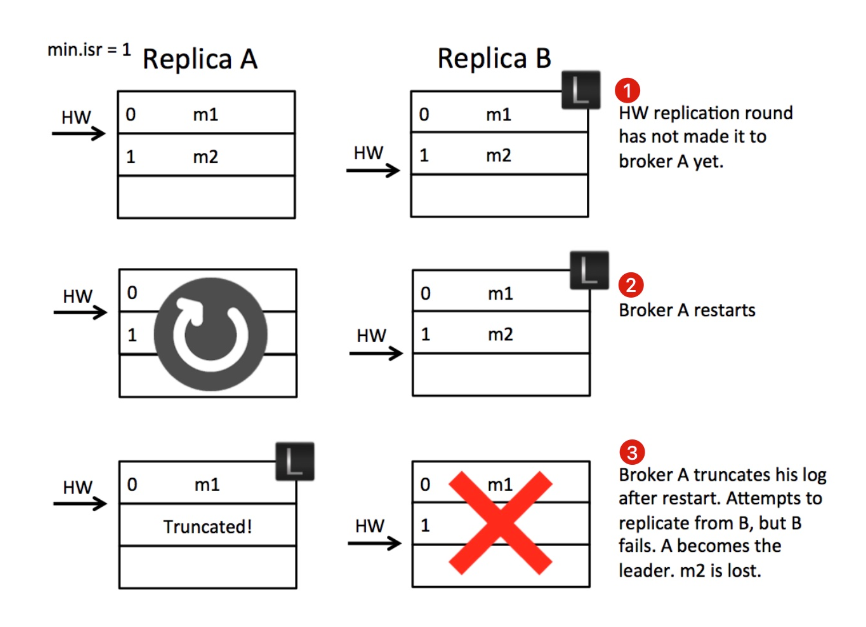 min.isr = 1
Replica A
Replica B
L
1
HW
0 m1
0 m1
HW replication round
has not made it to
broker A yet.
1 m2
HW
1 m2
L
2
HW
0
0 m1
Broker A restarts
1
HW
1 m2
L
3
HW
0 m1
0 m1
Broker A truncates his log
after restart. Attempts to
replicate from B, but B
fails. A becomes the
leader. m2 is lost.
Truncated!
HW
1